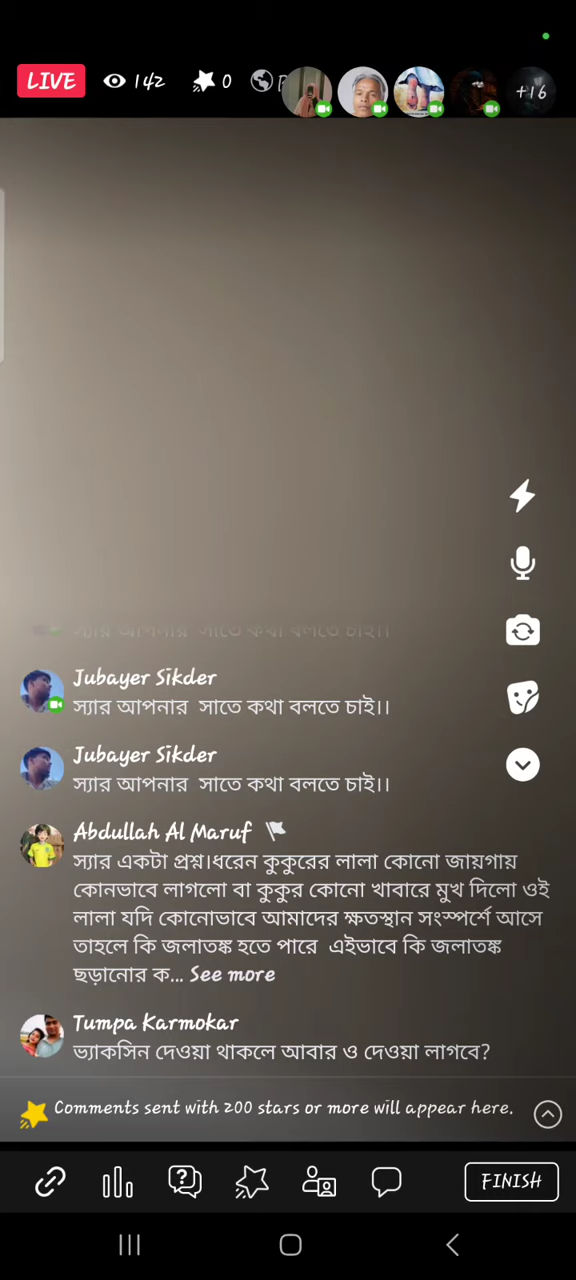 LIVE 142 0
+16
স্যার আপনার সাতে কথা বলতে চাই।।
Jubayer Sikder
স্যার আপনার সাতে কথা বলতে চাই।।
Jubayer Sikder
স্যার আপনার সাতে কথা বলতে চাই।।
Abdullah Al Maruf
স্যার একটা প্রশ্ন।ধরেন কুকুরের লালা কোনো জায়গায়
কোনভাবে লাগলো বা কুকুর কোনো খাবারে মুখ দিলো ওই
লালা যদি কোনোভাবে আমাদের ক্ষতস্থান সংস্পর্শে আসে
তাহলে কি জলাতঙ্ক হতে পারে এইভাবে কি জলাতঙ্ক
ছড়ানোর ক... See more
Tumpa Karmokar
ভ্যাকসিন দেওয়া থাকলে আবার ও দেওয়া লাগবে?
Comments sent with 200 stars or more will appear here.
FINISH